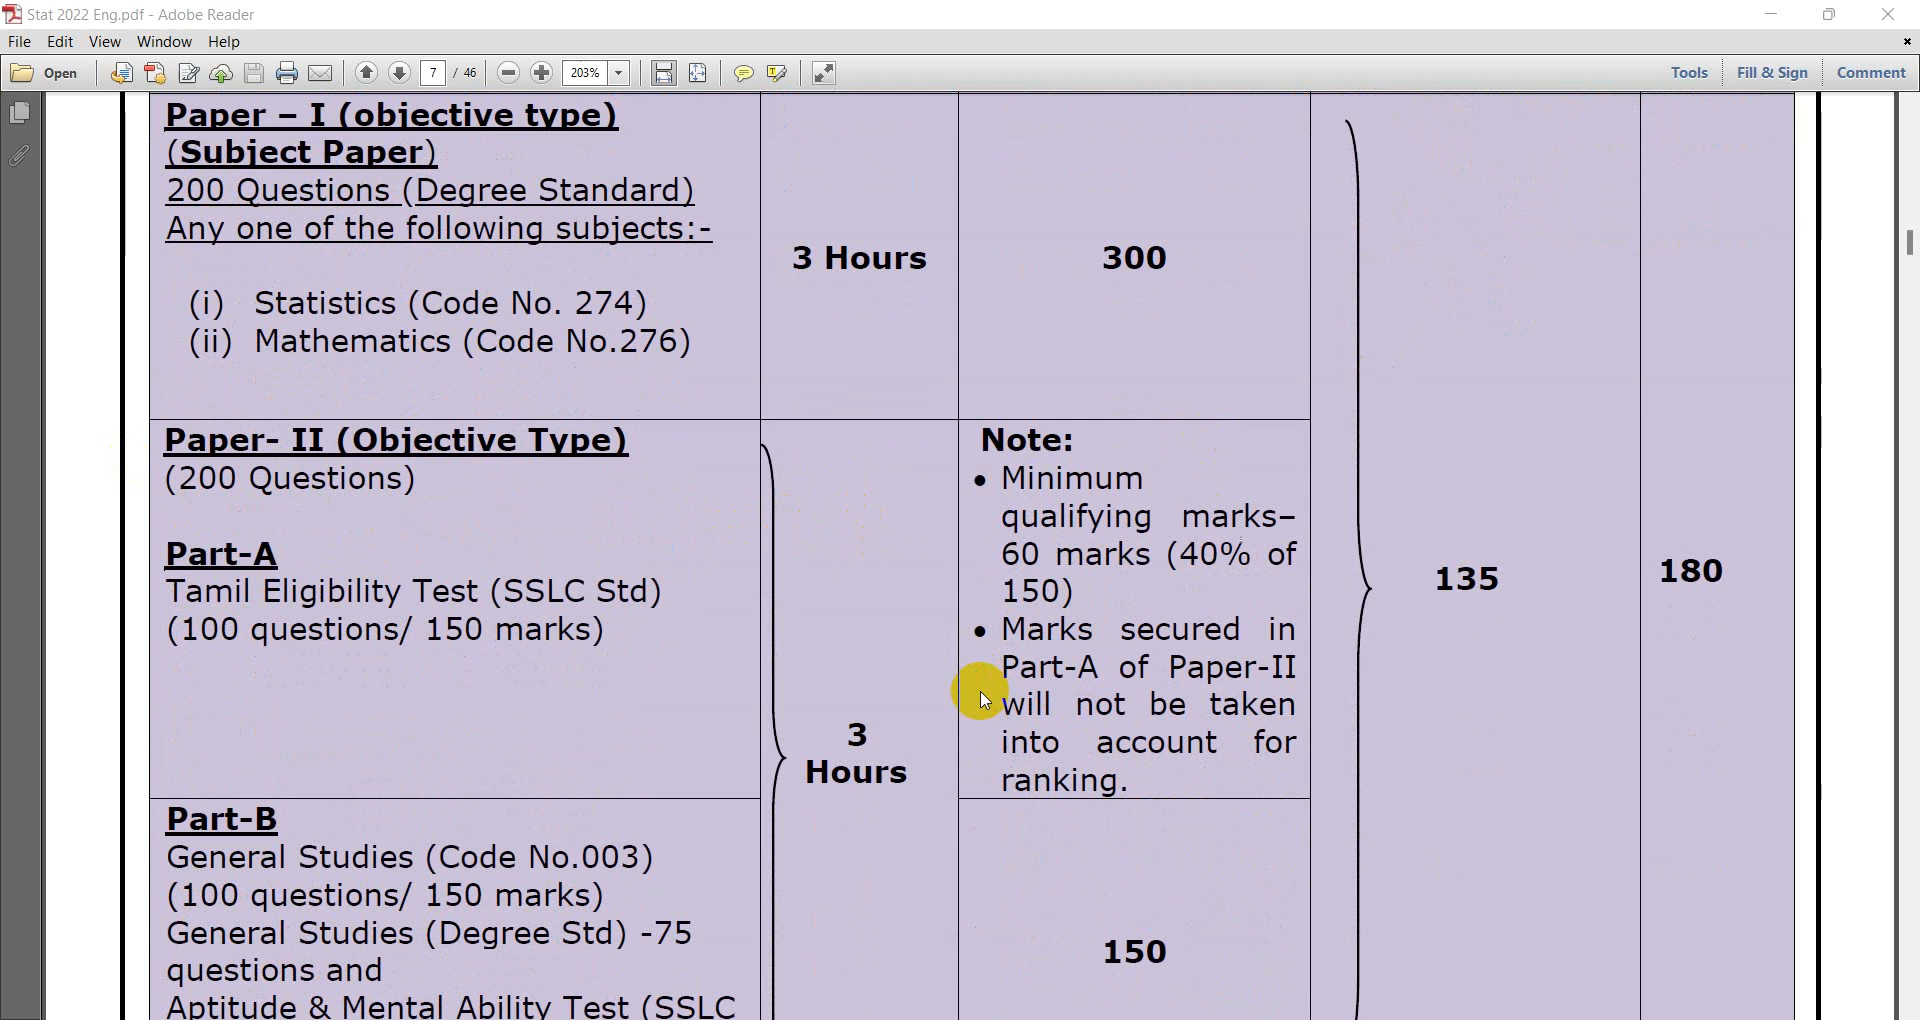 Stat 2022 Eng.pdf - Adobe Reader
File Edit View Window Help
Open 7 / 46 203% Tools Fill & Sign Comment
Paper – I (objective type)
(Subject Paper)
200 Questions (Degree Standard)
Any one of the following subjects:-
(i) Statistics (Code No. 274)
(ii) Mathematics (Code No.276)
3 Hours
300
Paper- II (Objective Type)
(200 Questions)
Part-A
Tamil Eligibility Test (SSLC Std)
(100 questions/ 150 marks)
Note:
• Minimum
qualifying marks–
60 marks (40% of
150)
• Marks secured in
Part-A of Paper-II
will not be taken
into account for
ranking.
3
Hours
135
180
Part-B
General Studies (Code No.003)
(100 questions/ 150 marks)
General Studies (Degree Std) -75
questions and
Aptitude & Mental Ability Test (SSLC
150